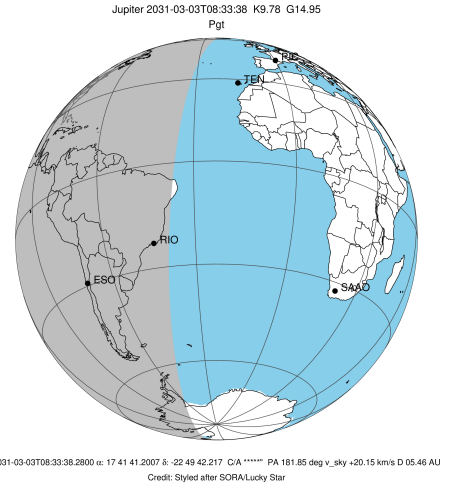 Jupiter 2031-03-03T08:33:38 K9.78 G14.95
Pgt
TEN
RIO
ESO
SAAO
031-03-03T08:33:38.2800 α: 17 41 41.2007 δ: -22 49 42.217 C/A *****" PA 181.85 deg v_sky +20.15 km/s D 05.46 AU
Credit: Styled after SORA/Lucky Star